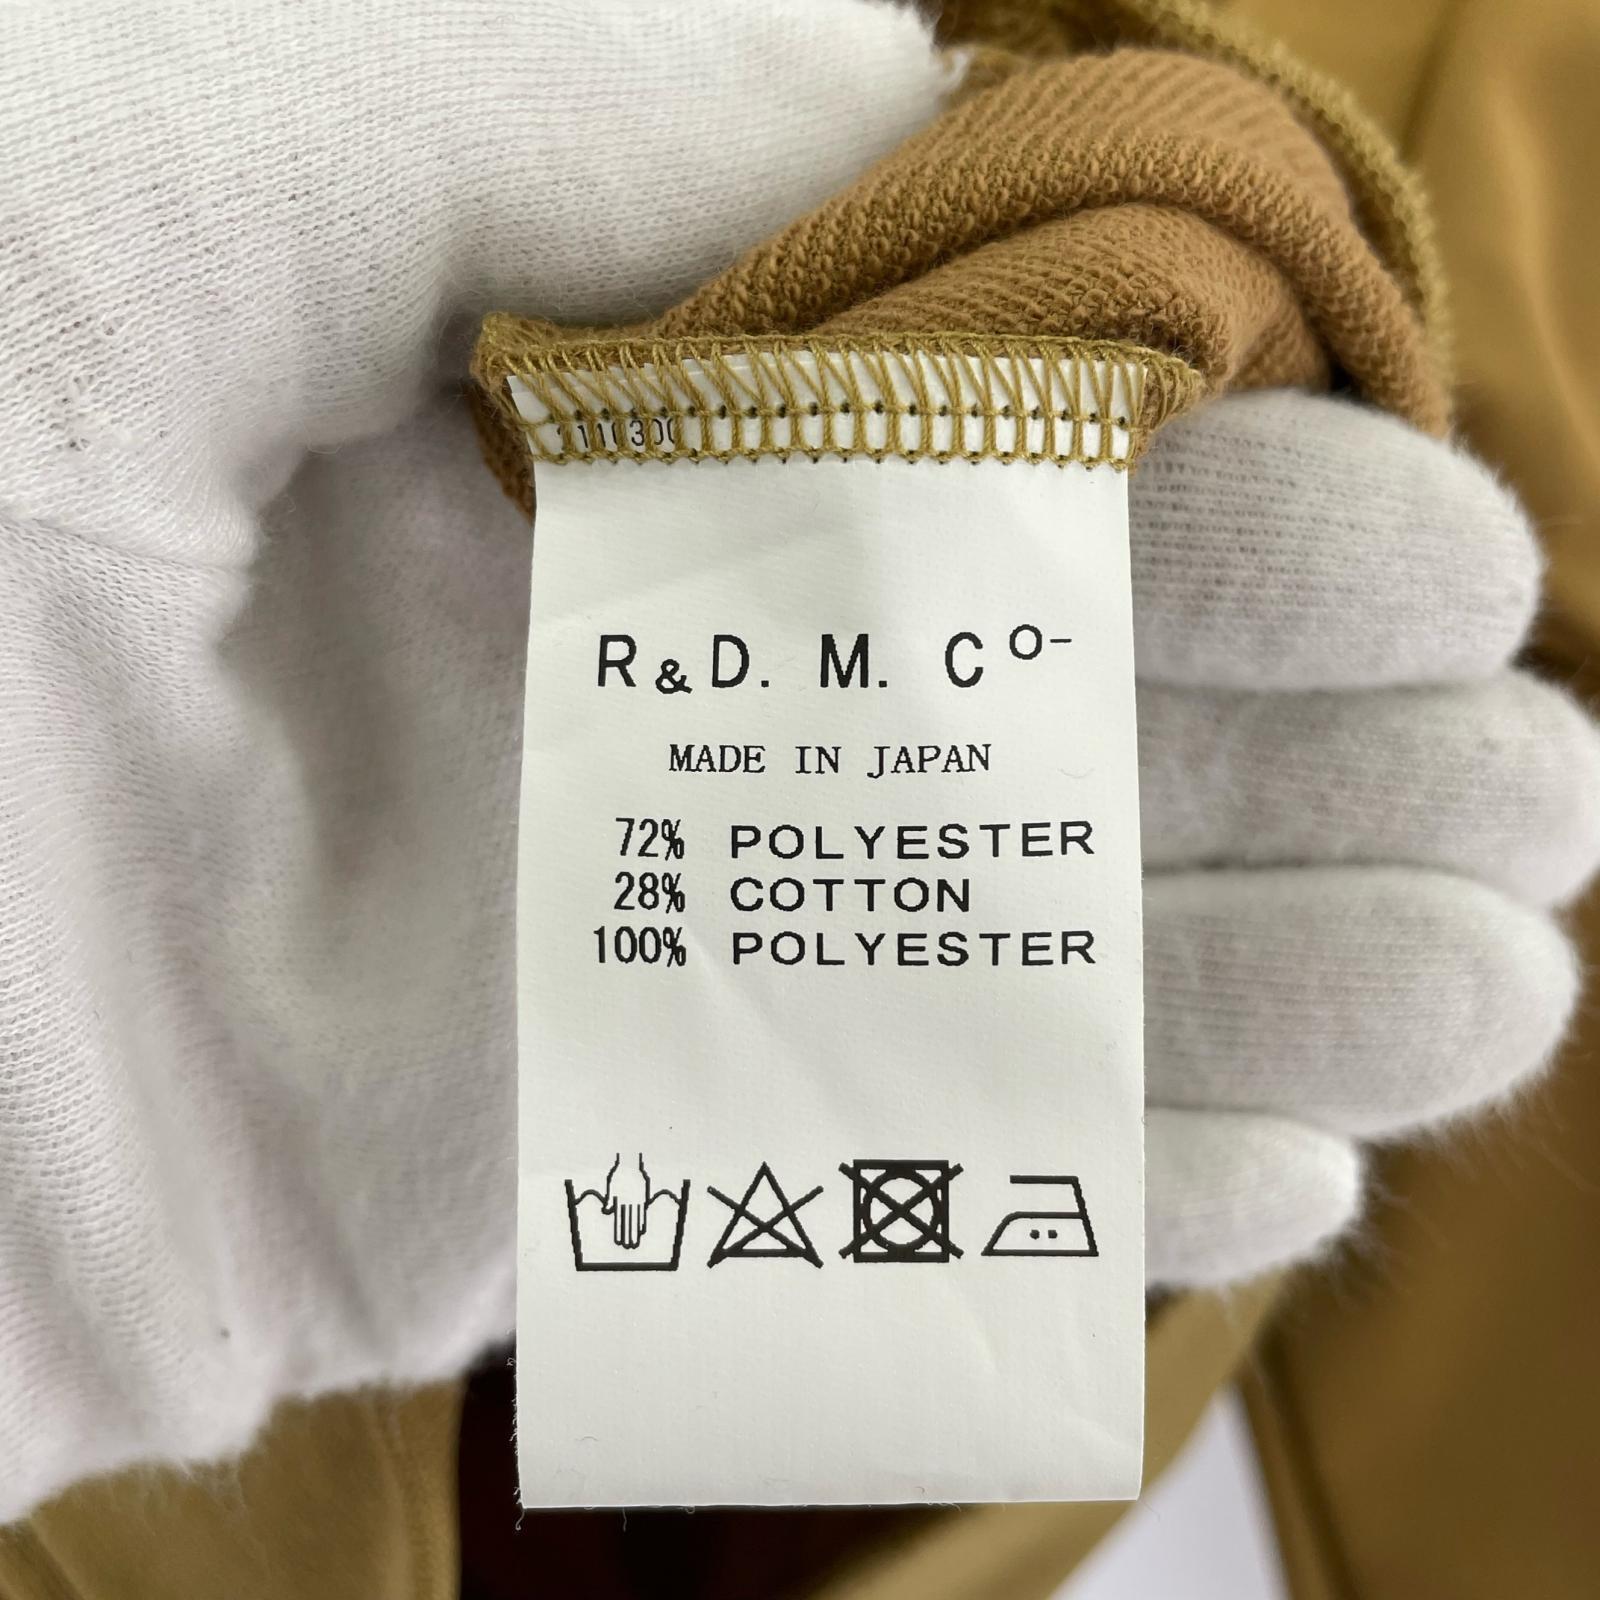 R&D. M. Co-
MADE IN JAPAN
72% POLYESTER
28% COTTON
100% POLYESTER